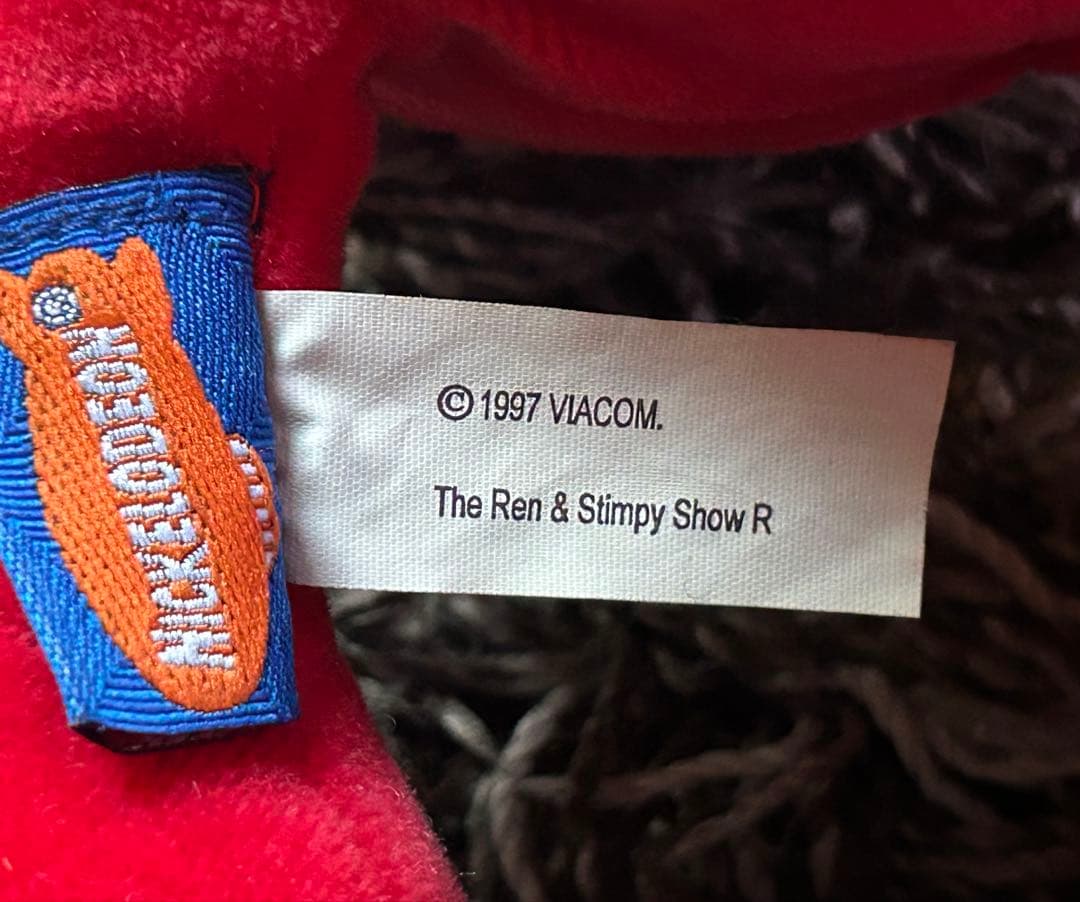 NICKELODEON
© 1997 VIACOM.
The Ren & Stimpy Show R